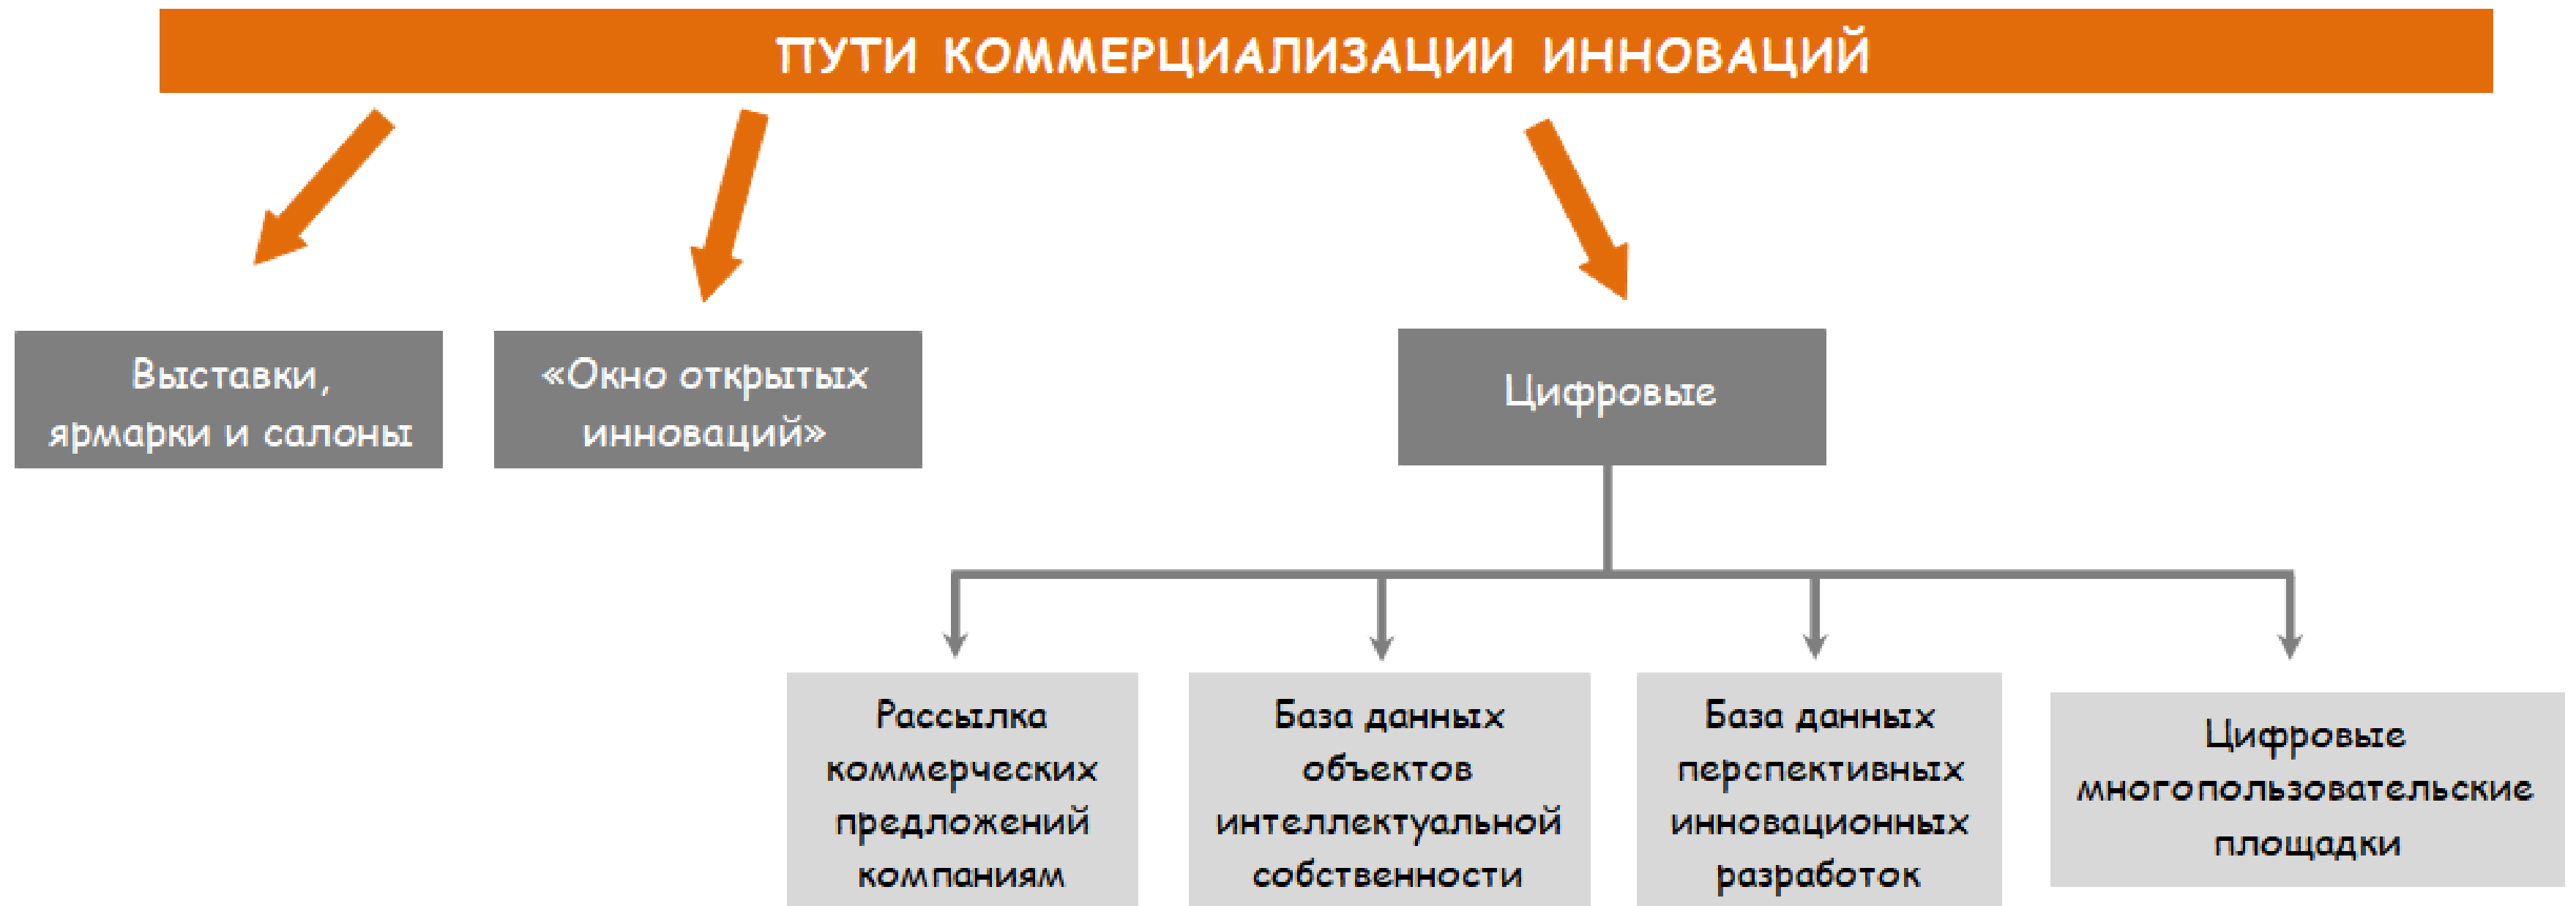 ПУТИ КОММЕРЦИАЛИЗАЦИИ ИННОВАЦИЙ
Выставки,
ярмарки и салоны
«Окно открытых
инноваций»
Цифровые
Рассылка
коммерческих
предложений
компаниям
База данных
объектов
интеллектуальной
собственности
База данных
перспективных
инновационных
разработок
Цифровые
многопользовательские
площадки